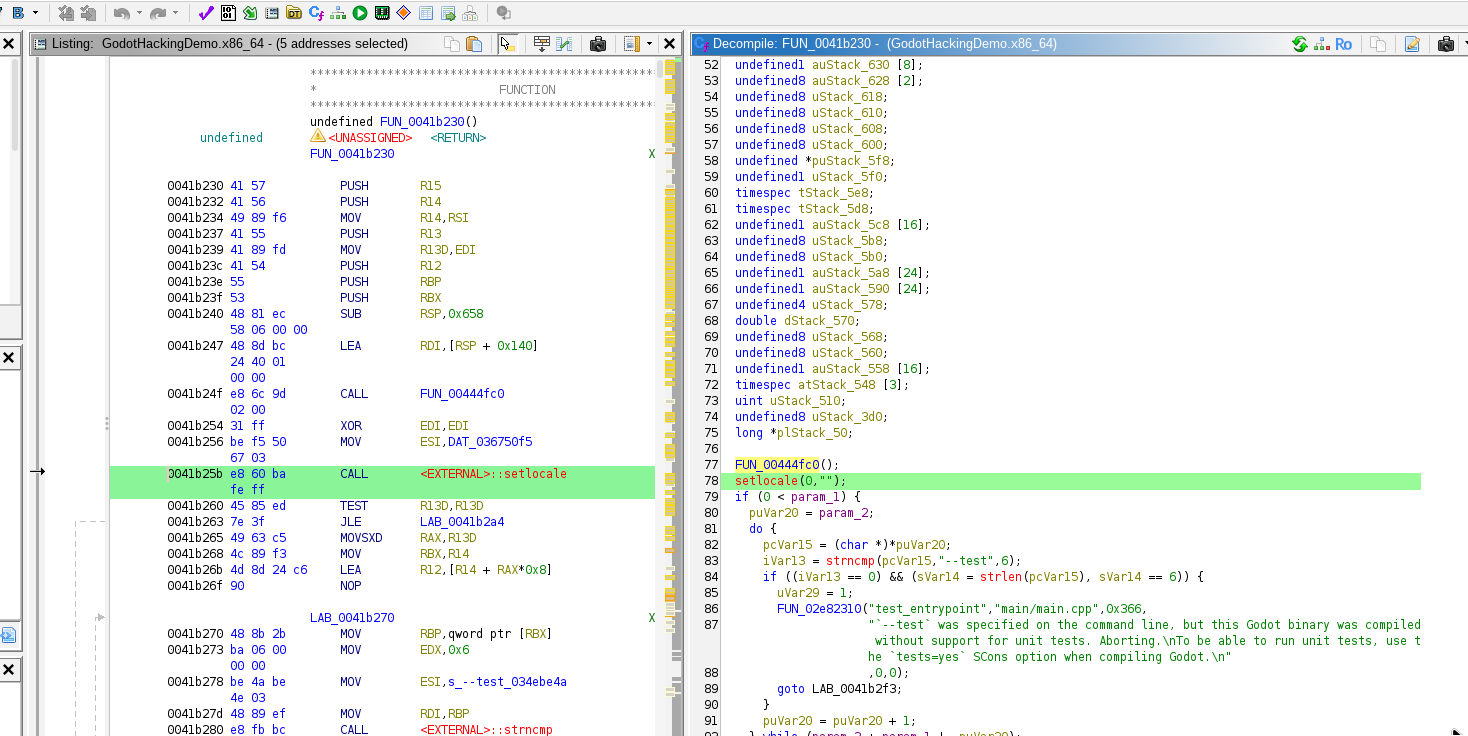 B
DT
Cf
Listing: GodotHackingDemo.x86_64 - (5 addresses selected)
*************************************************
* FUNCTION
*************************************************
undefined FUN_0041b230()
undefined <UNASSIGNED> <RETURN>
FUN_0041b230 X
0041b230 41 57 PUSH R15
0041b232 41 56 PUSH R14
0041b234 49 89 f6 MOV R14,RSI
0041b237 41 55 PUSH R13
0041b239 41 89 fd MOV R13D,EDI
0041b23c 41 54 PUSH R12
0041b23e 55 PUSH RBP
0041b23f 53 PUSH RBX
0041b240 48 81 ec SUB RSP,0x658
58 06 00 00
0041b247 48 8d bc LEA RDI,[RSP + 0x140]
24 40 01
00 00
0041b24f e8 6c 9d CALL FUN_00444fc0
02 00
0041b254 31 ff XOR EDI,EDI
0041b256 be f5 50 MOV ESI,DAT_036750f5
67 03
0041b25b e8 60 ba CALL <EXTERNAL>::setlocale
fe ff
0041b260 45 85 ed TEST R13D,R13D
0041b263 7e 3f JLE LAB_0041b2a4
0041b265 49 63 c5 MOVSXD RAX,R13D
0041b268 4c 89 f3 MOV RBX,R14
0041b26b 4d 8d 24 c6 LEA R12,[R14 + RAX*0x8]
0041b26f 90 NOP
LAB_0041b270 X
0041b270 48 8b 2b MOV RBP,qword ptr [RBX]
0041b273 ba 06 00 MOV EDX,0x6
00 00
0041b278 be 4a be MOV ESI,s_--test_034ebe4a
4e 03
0041b27d 48 89 ef MOV RDI,RBP
0041b280 e8 fb bc CALL <EXTERNAL>::strncmp
Cf Decompile: FUN_0041b230 - (GodotHackingDemo.x86_64)
Ro
52 undefined1 auStack_630 [8];
53 undefined8 auStack_628 [2];
54 undefined8 uStack_618;
55 undefined8 uStack_610;
56 undefined8 uStack_608;
57 undefined8 uStack_600;
58 undefined *puStack_5f8;
59 undefined1 uStack_5f0;
60 timespec tStack_5e8;
61 timespec tStack_5d8;
62 undefined1 auStack_5c8 [16];
63 undefined8 uStack_5b8;
64 undefined8 uStack_5b0;
65 undefined1 auStack_5a8 [24];
66 undefined1 auStack_590 [24];
67 undefined4 uStack_578;
68 double dStack_570;
69 undefined8 uStack_568;
70 undefined8 uStack_560;
71 undefined1 auStack_558 [16];
72 timespec atStack_548 [3];
73 uint uStack_510;
74 undefined8 uStack_3d0;
75 long *plStack_50;
76
77 FUN_00444fc0();
78 setlocale(0,"");
79 if (0 < param_1) {
80 puVar20 = param_2;
81 do {
82 pcVar15 = (char *)*puVar20;
83 iVar13 = strncmp(pcVar15,"--test",6);
84 if ((iVar13 == 0) && (sVar14 = strlen(pcVar15), sVar14 == 6)) {
85 uVar29 = 1;
86 FUN_02e82310("test_entrypoint","main/main.cpp",0x366,
87 "`--test` was specified on the command line, but this Godot binary was compiled
without support for unit tests. Aborting.\nTo be able to run unit tests, use t
he `tests=yes` SCons option when compiling Godot.\n"
88 ,0,0);
89 goto LAB_0041b2f3;
90 }
91 puVar20 = puVar20 + 1;